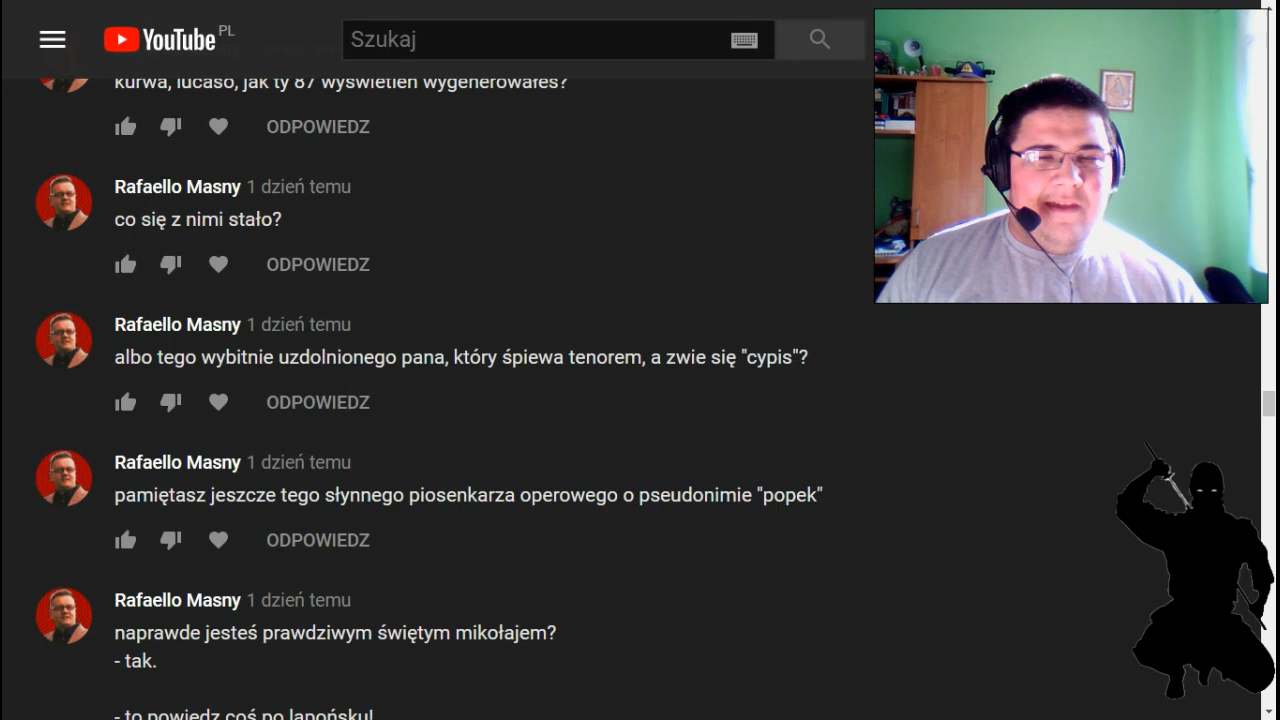 YouTube PL
Szukaj
kurwa, lucaso, jak ty 87 wyświetleń wygenerowałeś?
ODPOWIEDZ
Rafaello Masny 1 dzień temu
co się z nimi stało?
ODPOWIEDZ
Rafaello Masny 1 dzień temu
albo tego wybitnie uzdolnionego pana, który śpiewa tenorem, a zwie się "cypis"?
ODPOWIEDZ
Rafaello Masny 1 dzień temu
pamiętasz jeszcze tego słynnego piosenkarza operowego o pseudonimie "popek"
ODPOWIEDZ
Rafaello Masny 1 dzień temu
naprawde jesteś prawdziwym świętym mikołajem?
- tak.
- to powiedz coś po lapońsku!